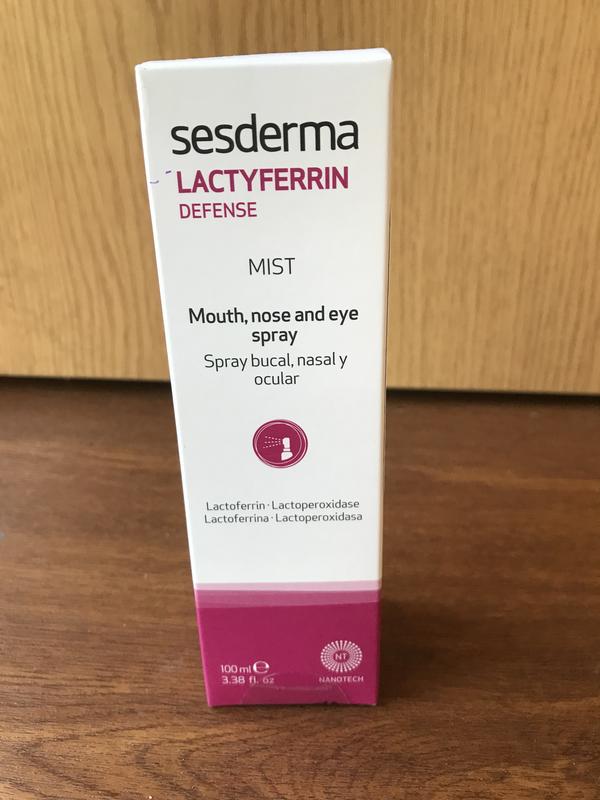 sesderma
LACTYFERRIN
DEFENSE
MIST
Mouth, nose and eye
spray
Spray bucal, nasal y
ocular
Lactoferrin · Lactoperoxidase
Lactoferrina · Lactoperoxidasa
100 ml ℮
3.38 fl. oz
NT
NANOTECH